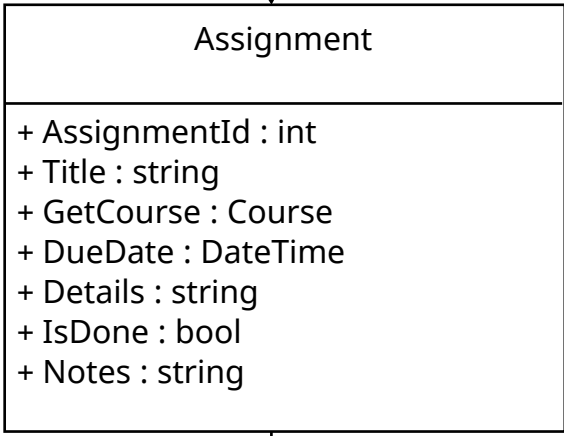 Assignment
+ AssignmentId : int
+ Title : string
+ GetCourse : Course
+ DueDate : DateTime
+ Details : string
+ IsDone : bool
+ Notes : string